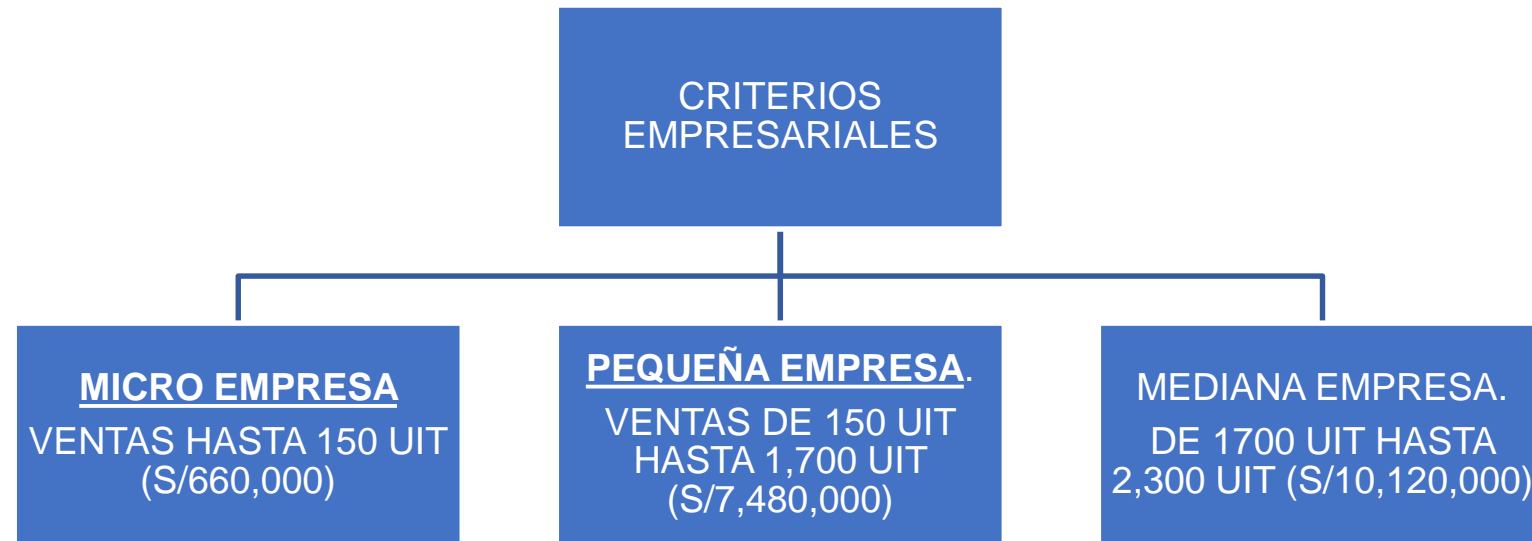 CRITERIOS
EMPRESARIALES
MICRO EMPRESA
VENTAS HASTA 150 UIT
(S/660,000)
PEQUEÑA EMPRESA.
VENTAS DE 150 UIT
HASTA 1,700 UIT
(S/7,480,000)
MEDIANA EMPRESA.
DE 1700 UIT HASTA
2,300 UIT (S/10,120,000)